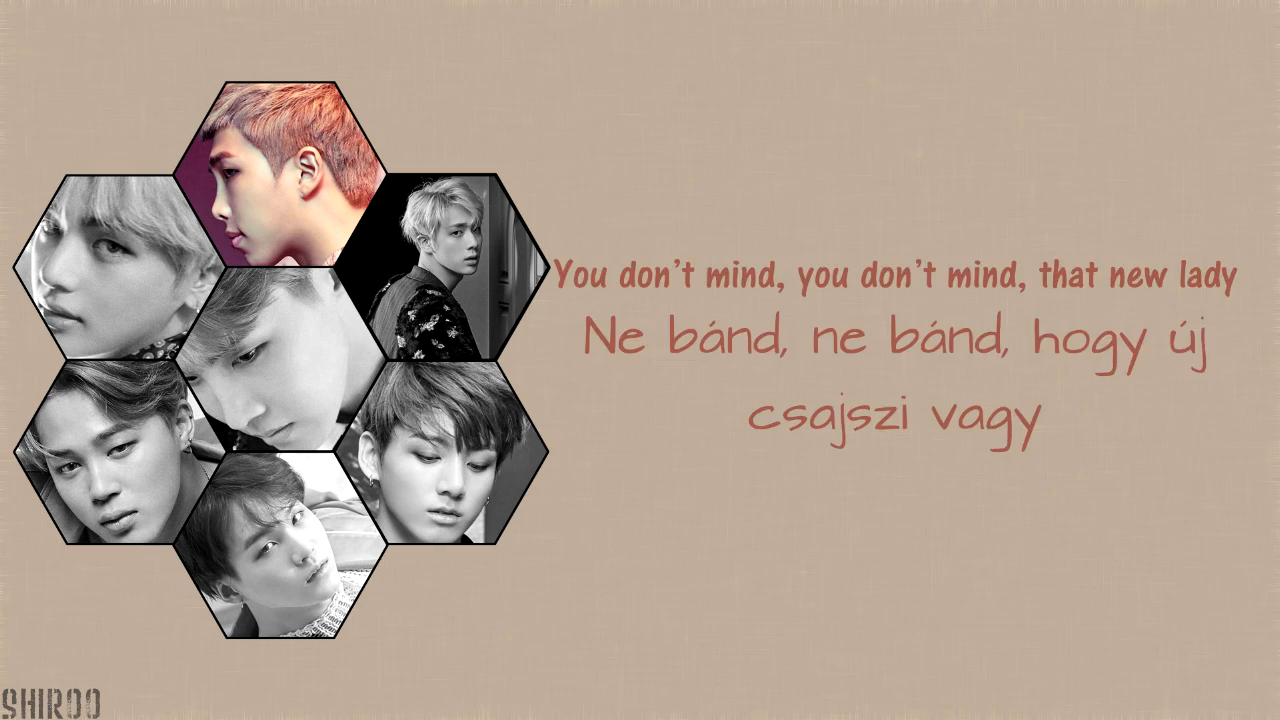 You don't mind, you don't mind, that new lady
Ne bánd, ne bánd, hogy új
csajszi vagy
SHIROO